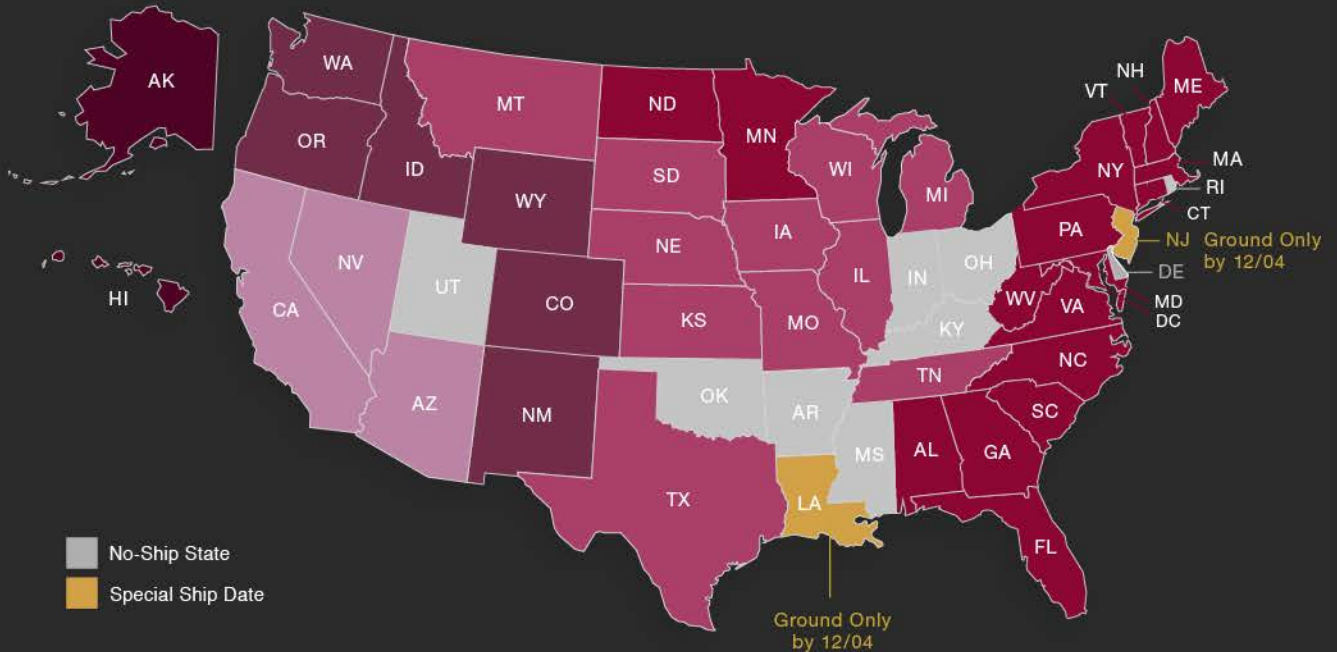 AK
WA
MT
ND
MN
NH
VT
ME
OR
ID
SD
WI
NY
MA
WY
MI
RI
NE
IA
PA
CT
NV
UT
IL
IN
OH
NJ Ground Only
by 12/04
DE
HI
CA
CO
KS
MO
KY
WV
VA
MD
DC
AZ
NM
OK
AR
TN
NC
SC
MS
AL
GA
TX
LA
FL
No-Ship State
Special Ship Date
Ground Only
by 12/04